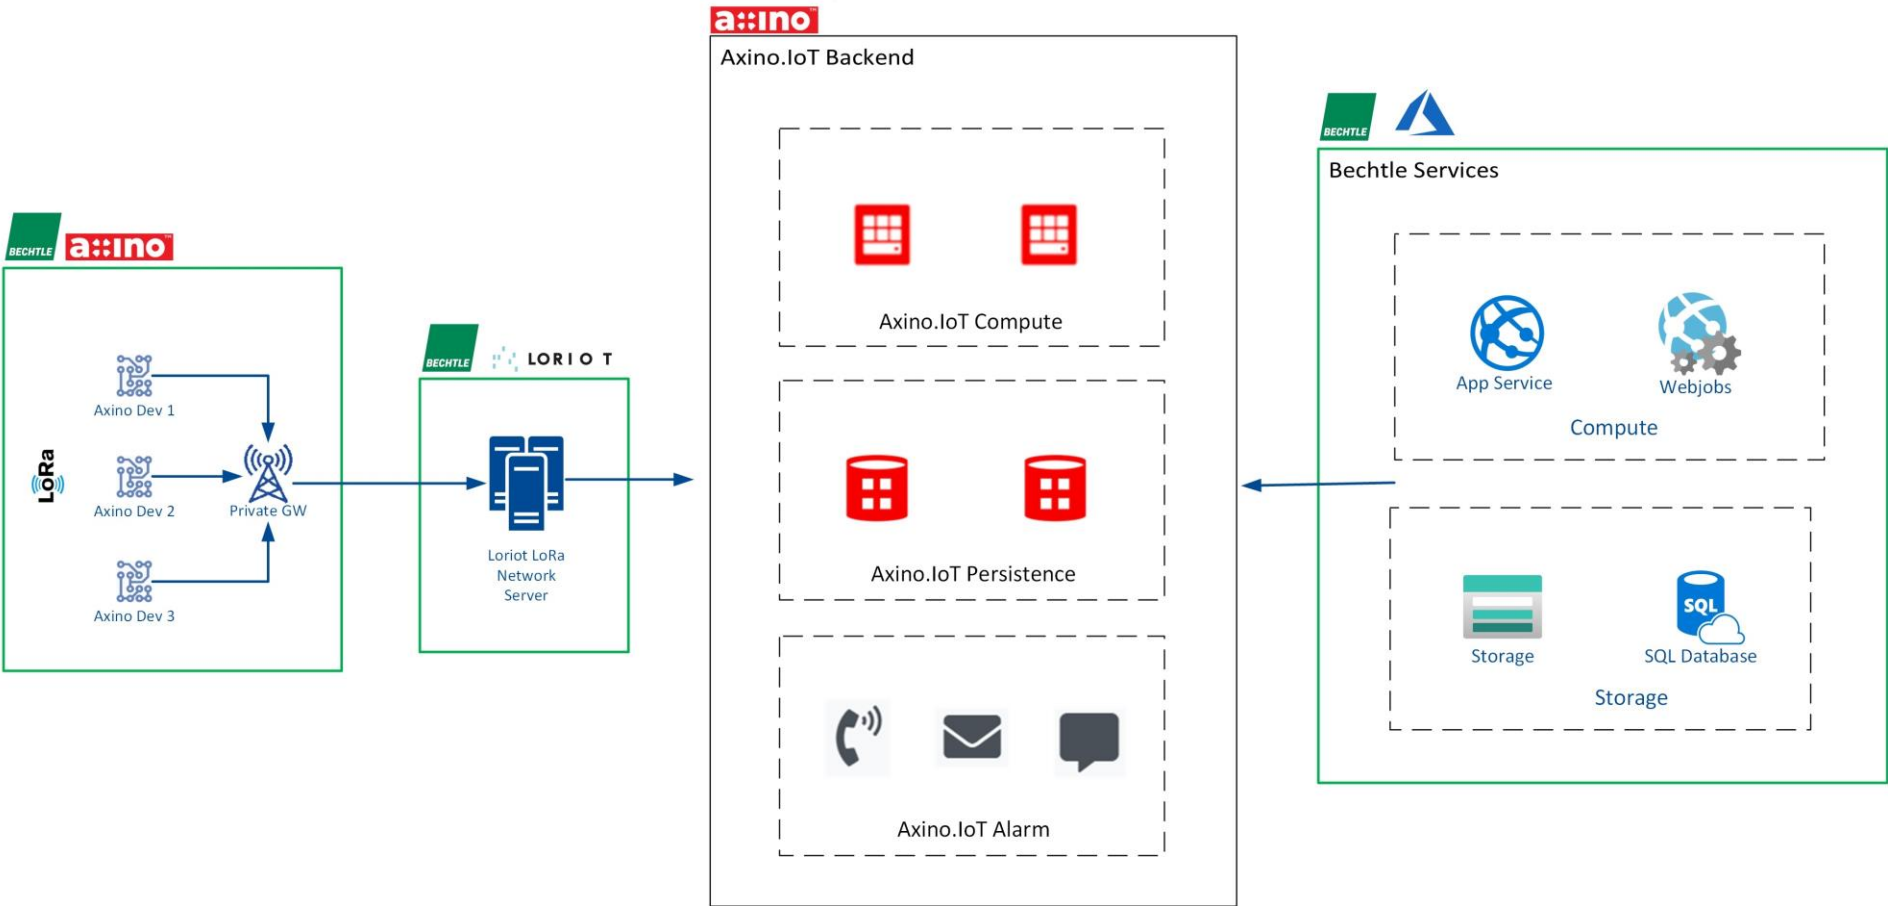 BECHTLE
axino™
LoRa
Axino Dev 1
Axino Dev 2
Axino Dev 3
Private GW
BECHTLE
LORIOT
Loriot LoRa
Network
Server
axino™
Axino.IoT Backend
Axino.IoT Compute
Axino.IoT Persistence
Axino.IoT Alarm
BECHTLE
Bechtle Services
App Service
Webjobs
Compute
Storage
SQL
SQL Database
Storage